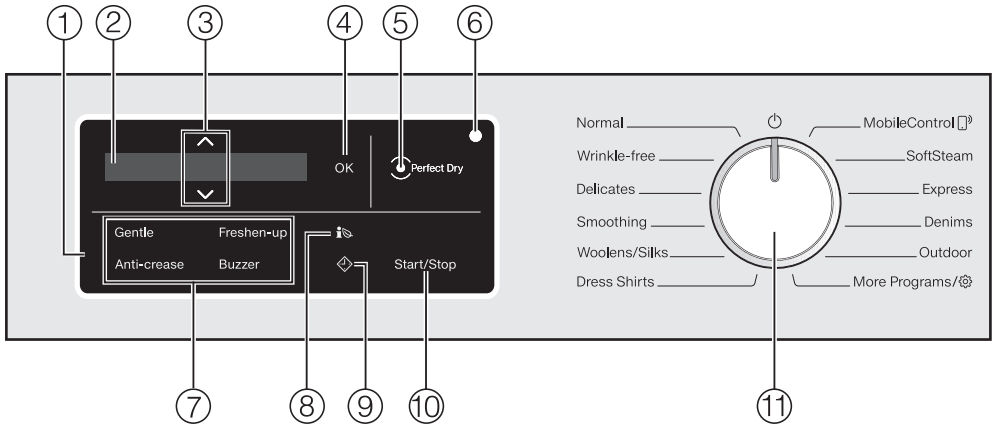 ① ② ③ ④ ⑤ ⑥
OK
Perfect Dry
Gentle Freshen-up
Anti-crease Buzzer
Start/Stop
Normal
Wrinkle-free
Delicates
Smoothing
Woolens/Silks
Dress Shirts
MobileControl
SoftSteam
Express
Denims
Outdoor
More Programs/
⑦ ⑧ ⑨ ⑩ ⑪